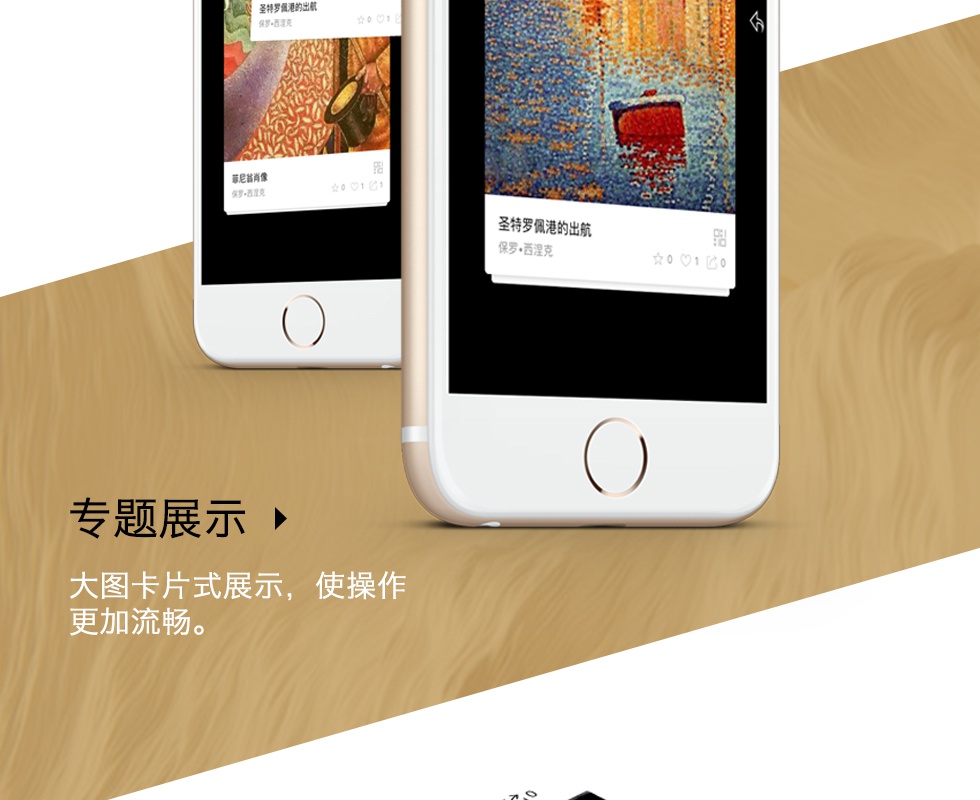 圣特罗佩港的出航
保罗•西涅克
0 1
菲尼翁肖像
保罗•西涅克
0 1 1
圣特罗佩港的出航
保罗•西涅克
0 1 0
专题展示
大图卡片式展示，使操作
更加流畅。